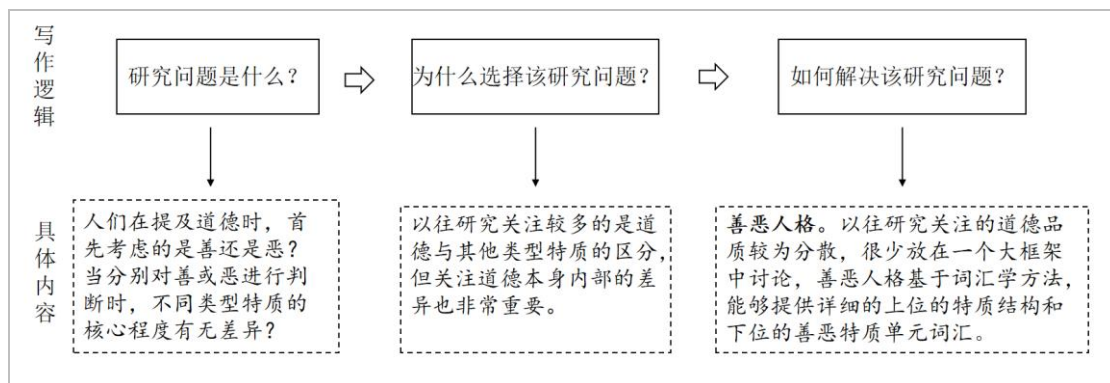 写作逻辑
研究问题是什么？
为什么选择该研究问题？
如何解决该研究问题？
具体内容
人们在提及道德时，首
先考虑的是善还是恶？
当分别对善或恶进行判
断时，不同类型特质的
核心程度有无差异？
以往研究关注较多的是道
德与其他类型特质的区分，
但关注道德本身内部的差
异也非常重要。
善恶人格。以往研究关注的道德品
质较为分散，很少放在一个大框架
中讨论，善恶人格基于词汇学方法，
能够提供详细的上位的特质结构和
下位的善恶特质单元词汇。